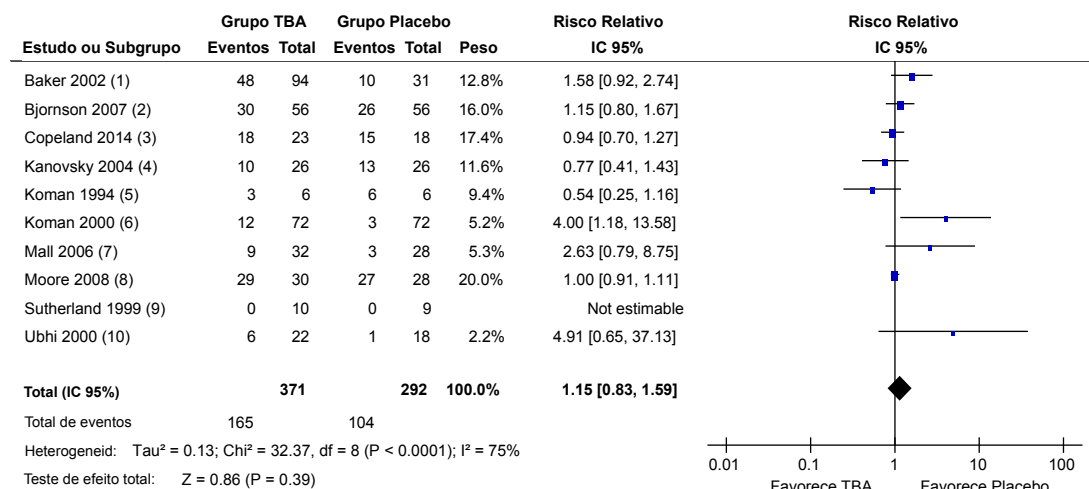 Grupo TBA Grupo Placebo Risco Relativo Risco Relativo
Estudo ou Subgrupo Eventos Total Eventos Total Peso IC 95% IC 95%
Baker 2002 (1) 48 94 10 31 12.8% 1.58 [0.92, 2.74]
Bjornson 2007 (2) 30 56 26 56 16.0% 1.15 [0.80, 1.67]
Copeland 2014 (3) 18 23 15 18 17.4% 0.94 [0.70, 1.27]
Kanovsky 2004 (4) 10 26 13 26 11.6% 0.77 [0.41, 1.43]
Koman 1994 (5) 3 6 6 6 9.4% 0.54 [0.25, 1.16]
Koman 2000 (6) 12 72 3 72 5.2% 4.00 [1.18, 13.58]
Mall 2006 (7) 9 32 3 28 5.3% 2.63 [0.79, 8.75]
Moore 2008 (8) 29 30 27 28 20.0% 1.00 [0.91, 1.11]
Sutherland 1999 (9) 0 10 0 9 Not estimable
Ubhi 2000 (10) 6 22 1 18 2.2% 4.91 [0.65, 37.13]
Total (IC 95%) 371 292 100.0% 1.15 [0.83, 1.59]
Total de eventos 165 104
Heterogeneid: Tau² = 0.13; Chi² = 32.37, df = 8 (P < 0.0001); I² = 75%
Teste de efeito total: Z = 0.86 (P = 0.39)
0.01 0.1 1 10 100
Favorece TBA Favorece Placebo